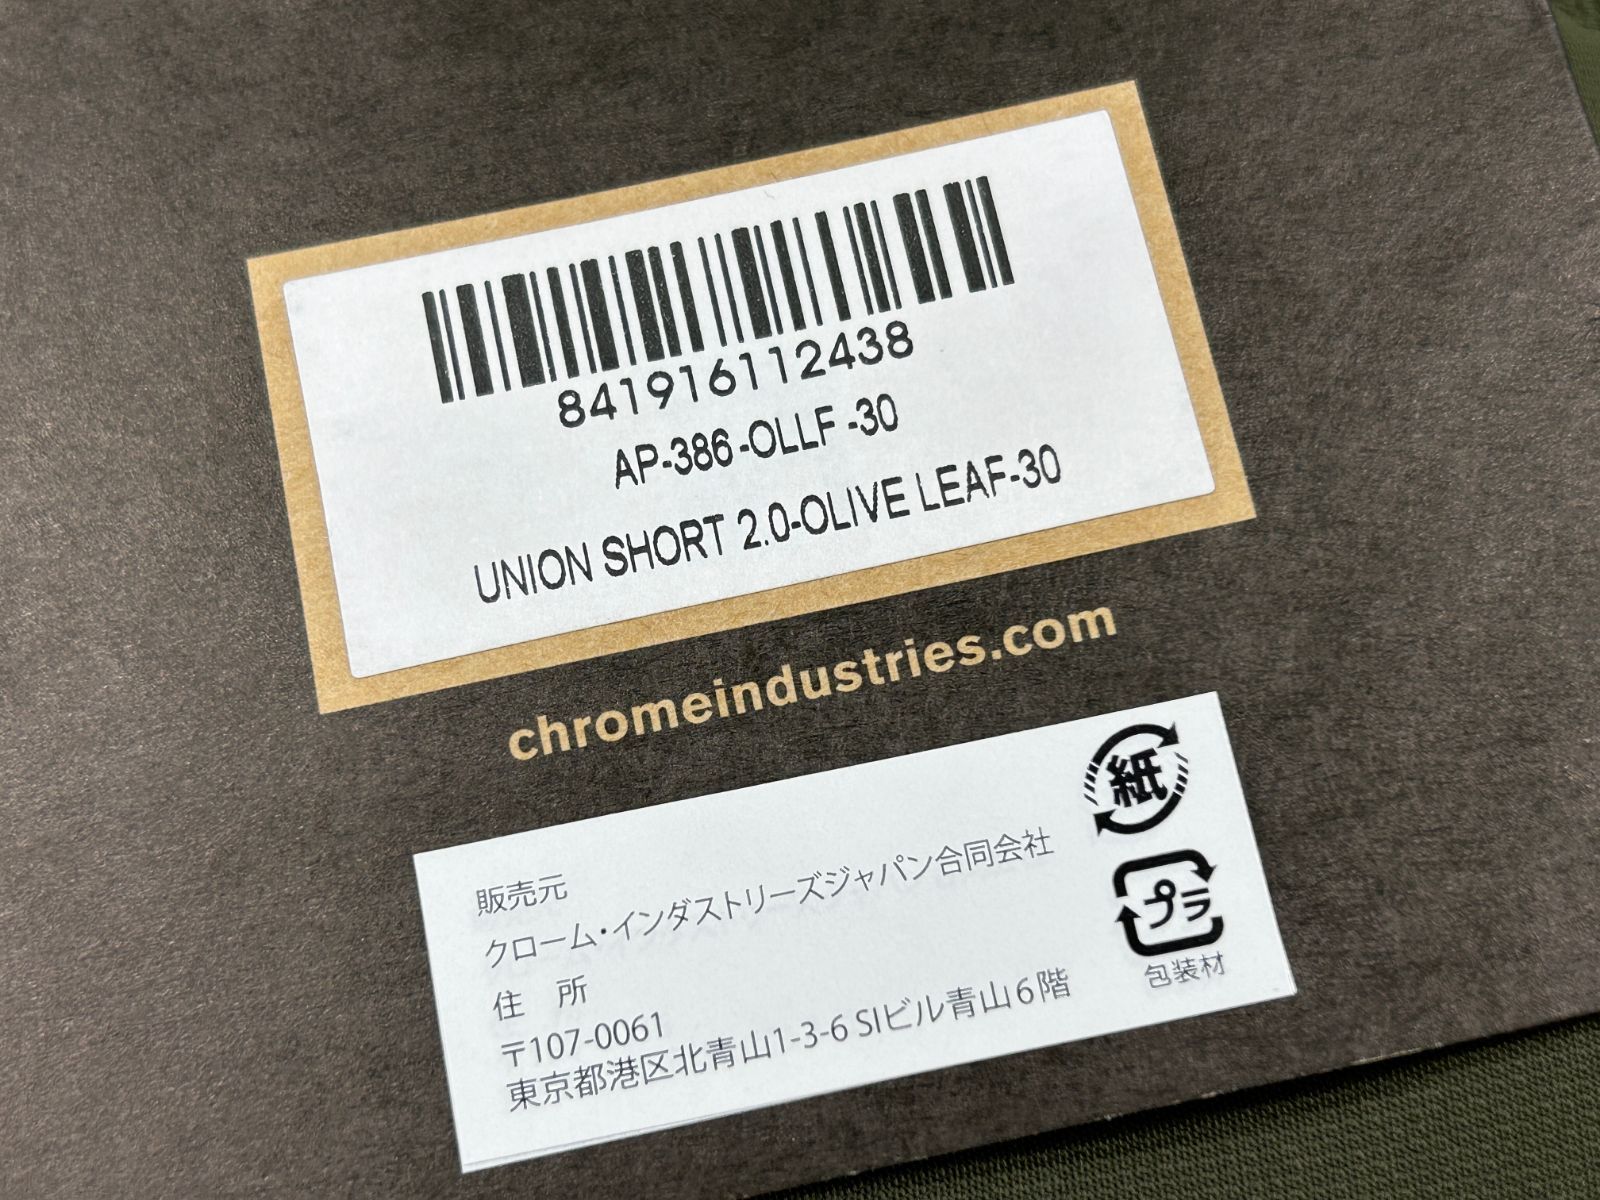 841916112438
AP-386-OLLF-30
UNION SHORT 2.0-OLIVE LEAF-30
chromeindustries.com
紙
プラ
包装材
販売元
クローム・インダストリーズジャパン合同会社
住　所
〒107-0061
東京都港区北青山1-3-6 SIビル青山6階